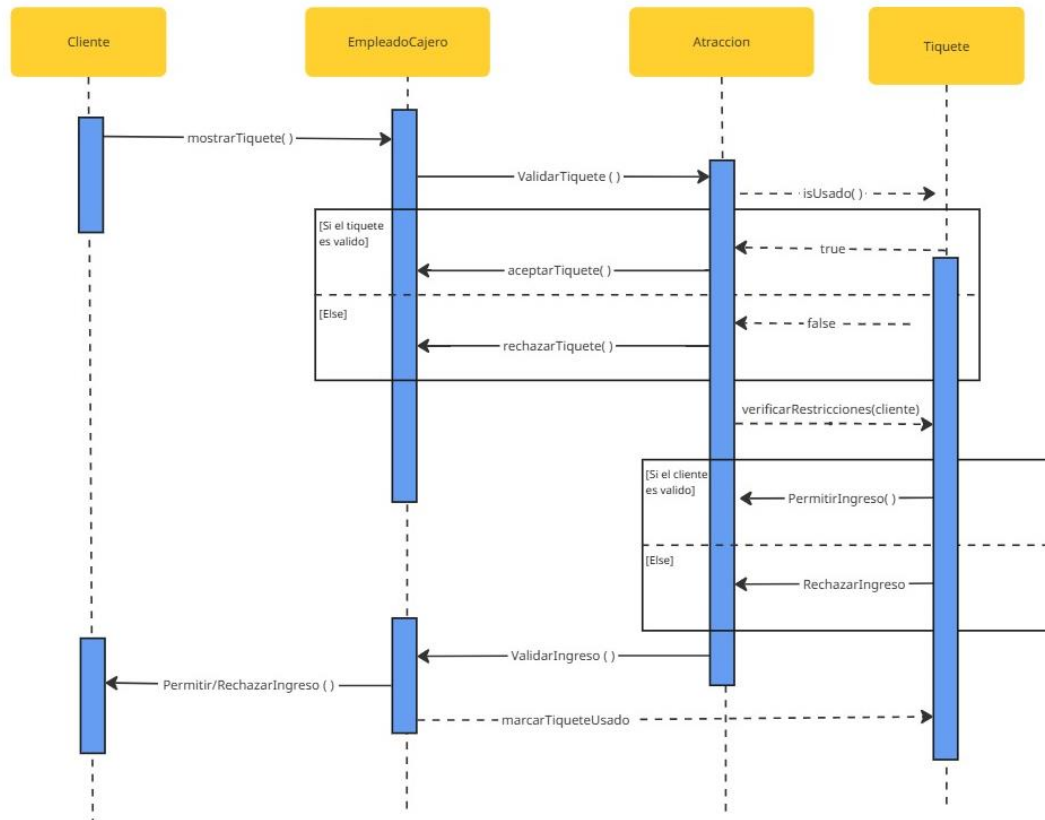 Cliente
EmpleadoCajero
Atraccion
Tiquete
mostrarTiquete( )
ValidarTiquete ( )
isUsado( )
[Si el tiquete
es valido]
true
aceptarTiquete( )
[Else]
false
rechazarTiquete( )
verificarRestricciones(cliente)
[Si el cliente
es valido]
PermitirIngreso( )
[Else]
RechazarIngreso
ValidarIngreso ( )
Permitir/RechazarIngreso ( )
marcarTiqueteUsado